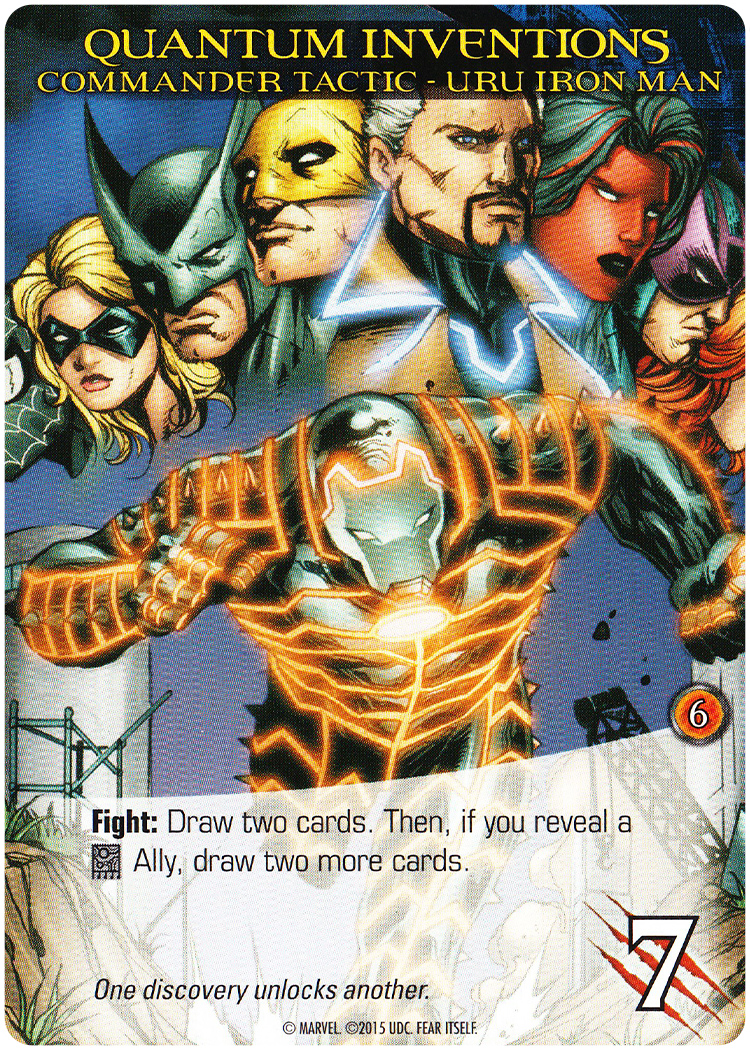 QUANTUM INVENTIONS
COMMANDER TACTIC - URU IRON MAN
6
Fight: Draw two cards. Then, if you reveal a
Ally, draw two more cards.
7
One discovery unlocks another.
© MARVEL. ©2015 UDC. FEAR ITSELF.